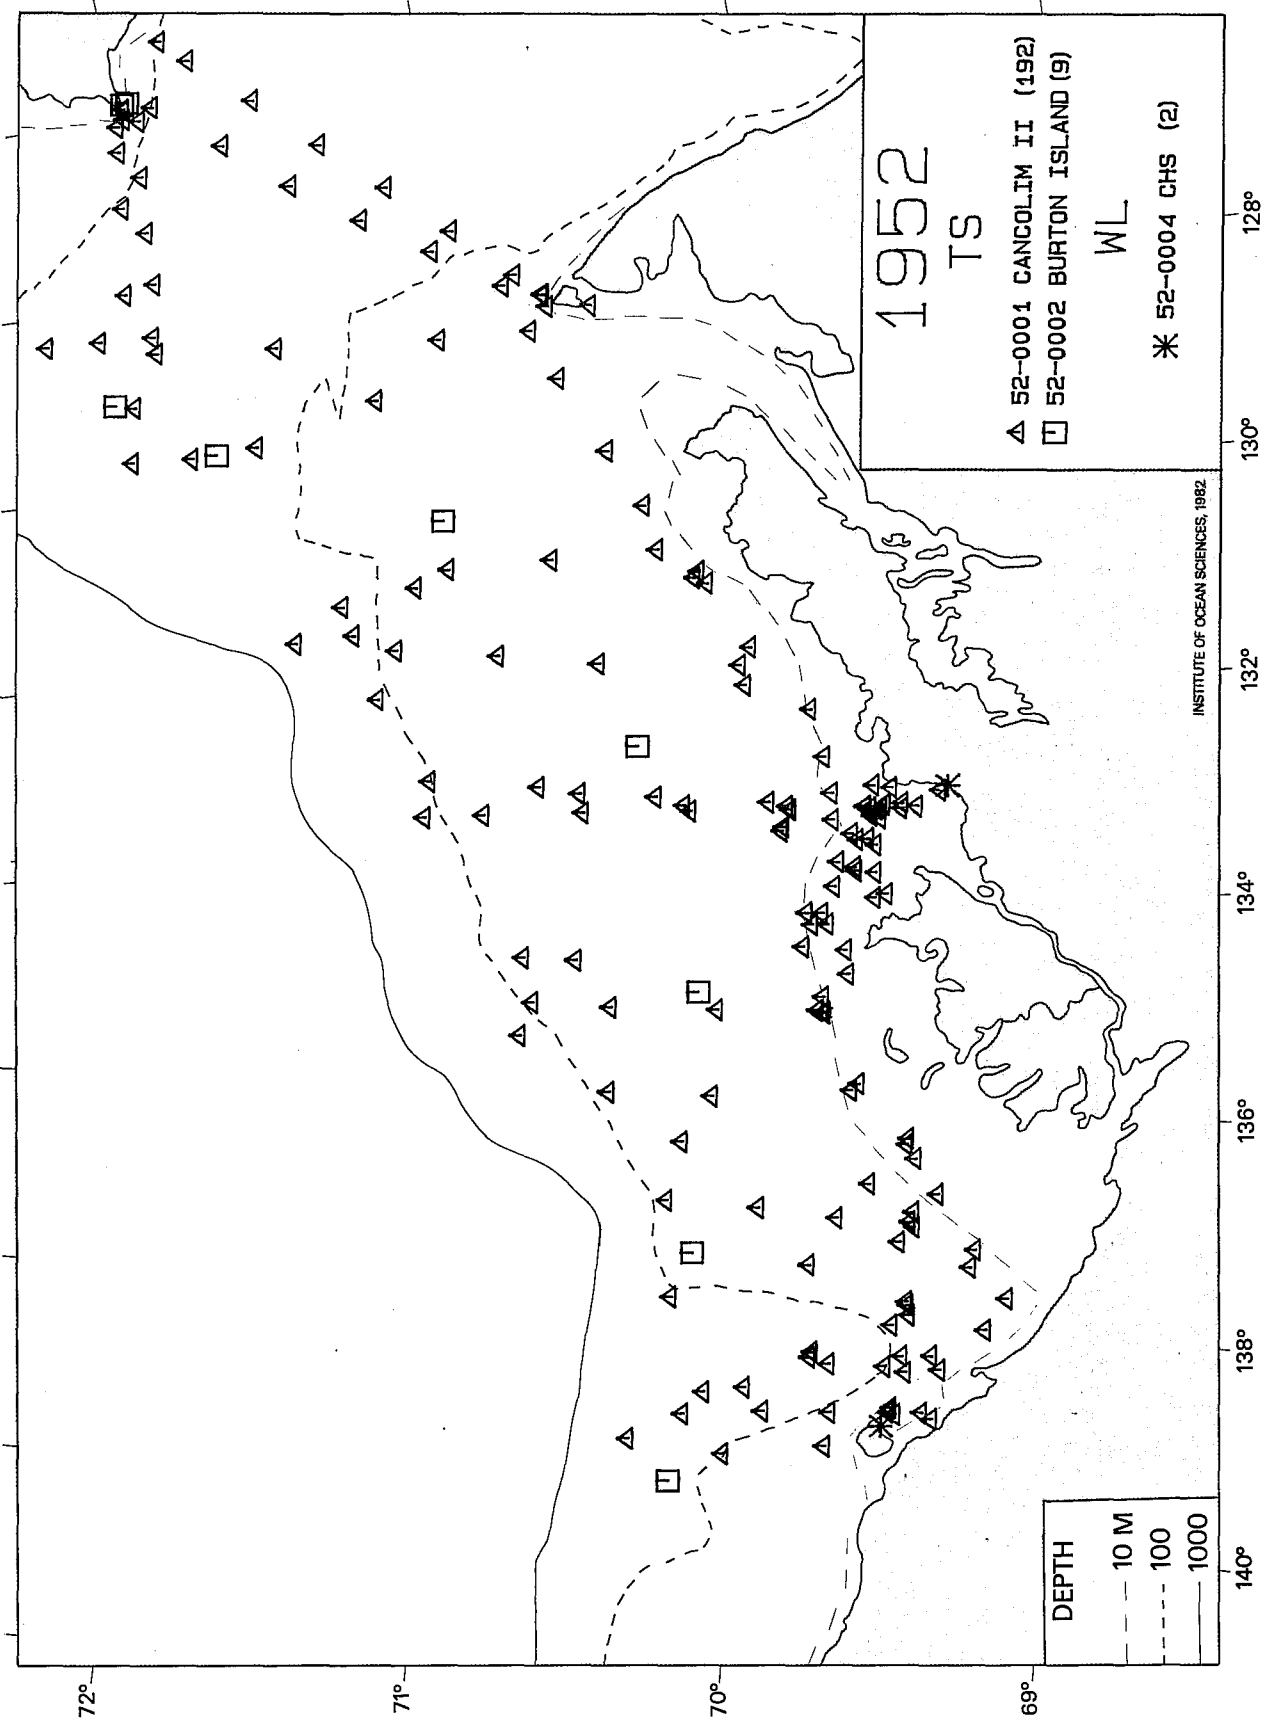 1952
TS
52-0001 CANCOLIM II (192)
52-0002 BURTON ISLAND (9)
WL
52-0004 CHS (2)
INSTITUTE OF OCEAN SCIENCES, 1982
DEPTH
10 M
100
1000
72°
71°
70°
69°
140°
138°
136°
134°
132°
130°
128°